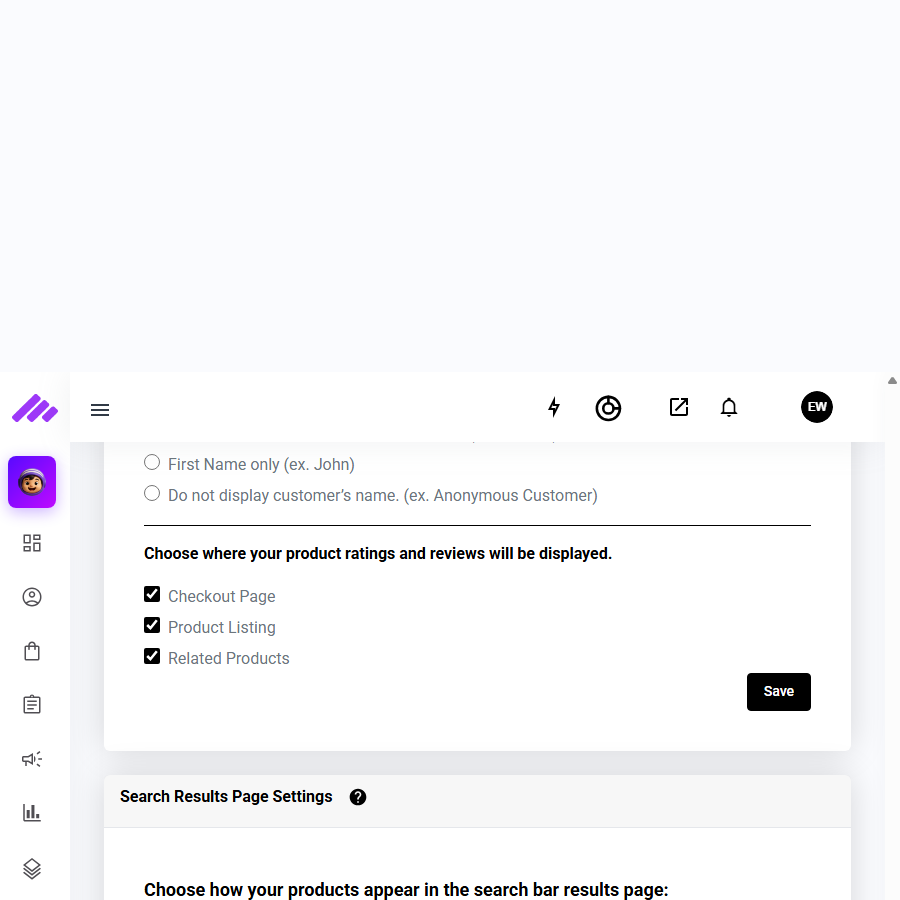 EW
First Name only (ex. John)
Do not display customer’s name. (ex. Anonymous Customer)
Choose where your product ratings and reviews will be displayed.
Checkout Page
Product Listing
Related Products
Save
Search Results Page Settings
Choose how your products appear in the search bar results page: